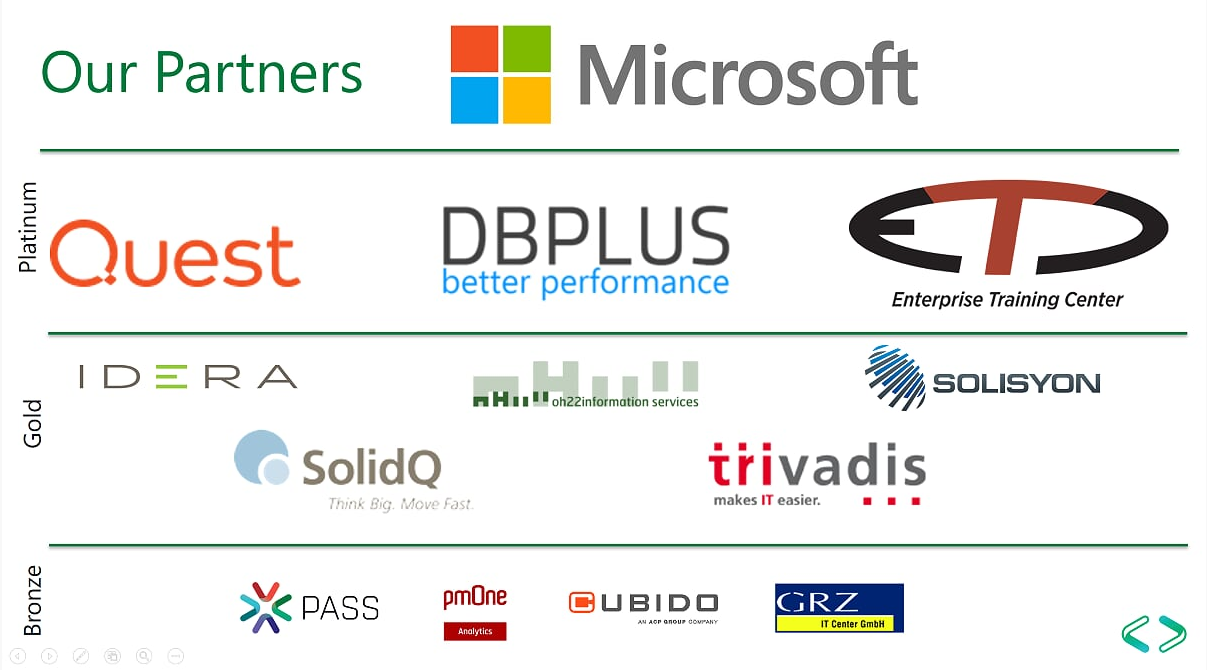 Our Partners
Microsoft
Platinum
Quest
DBPLUS
better performance
ETC
Enterprise Training Center
Gold
IDERA
oh22information services
SOLISYON
SolidQ
Think Big. Move Fast.
trivadis
makes IT easier.
Bronze
PASS
pmOne
Analytics
CUBIDO
AN ACP GROUP COMPANY
GRZ
IT Center GmbH